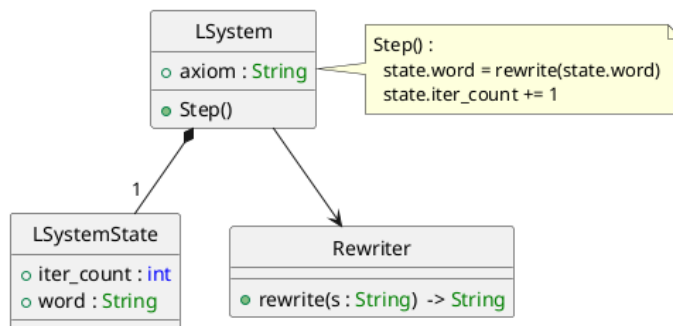 LSystem
axiom : String
Step()
Step() :
state.word = rewrite(state.word)
state.iter_count += 1
1
LSystemState
iter_count : int
word : String
Rewriter
rewrite(s : String) -> String